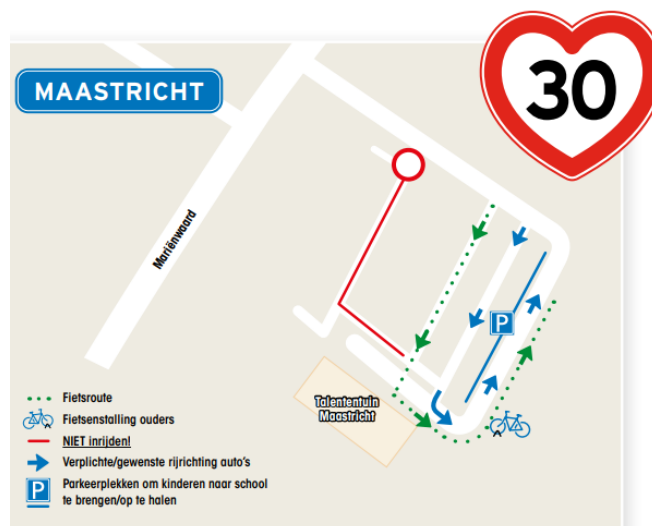 MAASTRICHT
30
Mariënwaard
P
Talententuin
Maastricht
Fietsroute
Fietsenstalling ouders
NIET inrijden!
Verplichte/gewenste rijrichting auto's
P
Parkeerplekken om kinderen naar school
te brengen/op te halen